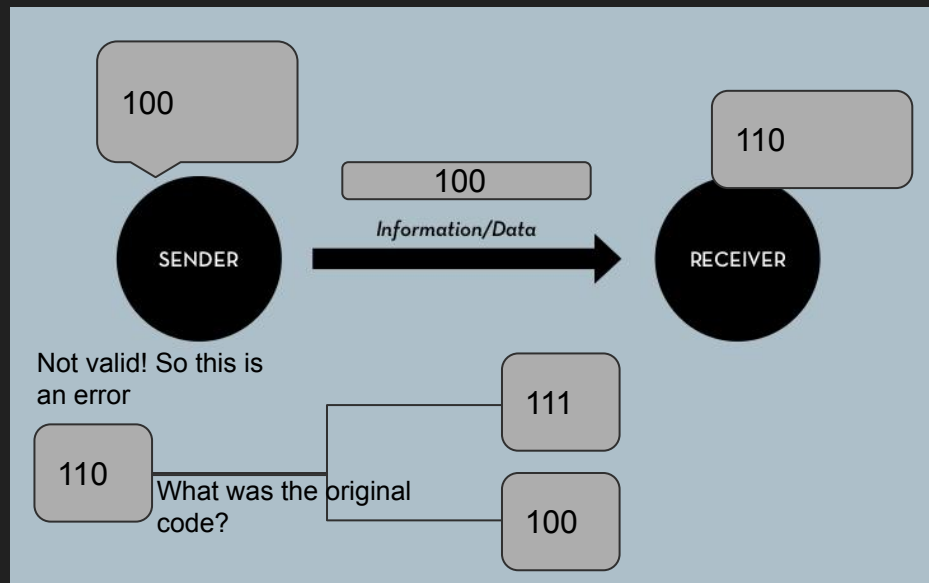 100
110
100
Information/Data
SENDER
RECEIVER
Not valid! So this is
an error
111
110
What was the original
code?
100